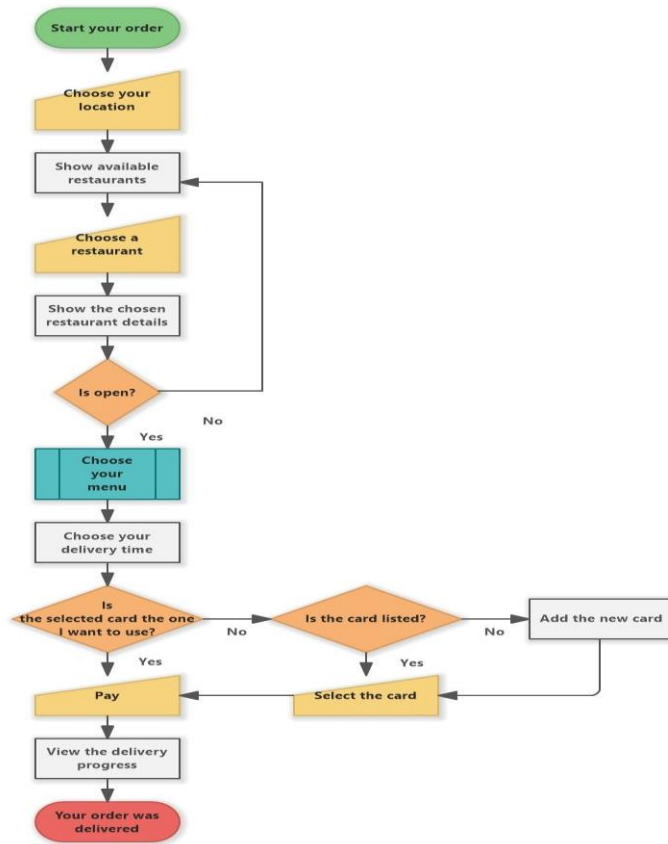 Start your order
Choose your
location
Show available
restaurants
Choose a
restaurant
Show the chosen
restaurant details
Is open?
No
Yes
Choose
your
menu
Choose your
delivery time
Is
the selected card the one
I want to use?
No
Is the card listed?
No
Add the new card
Yes
Yes
Pay
Select the card
View the delivery
progress
Your order was
delivered